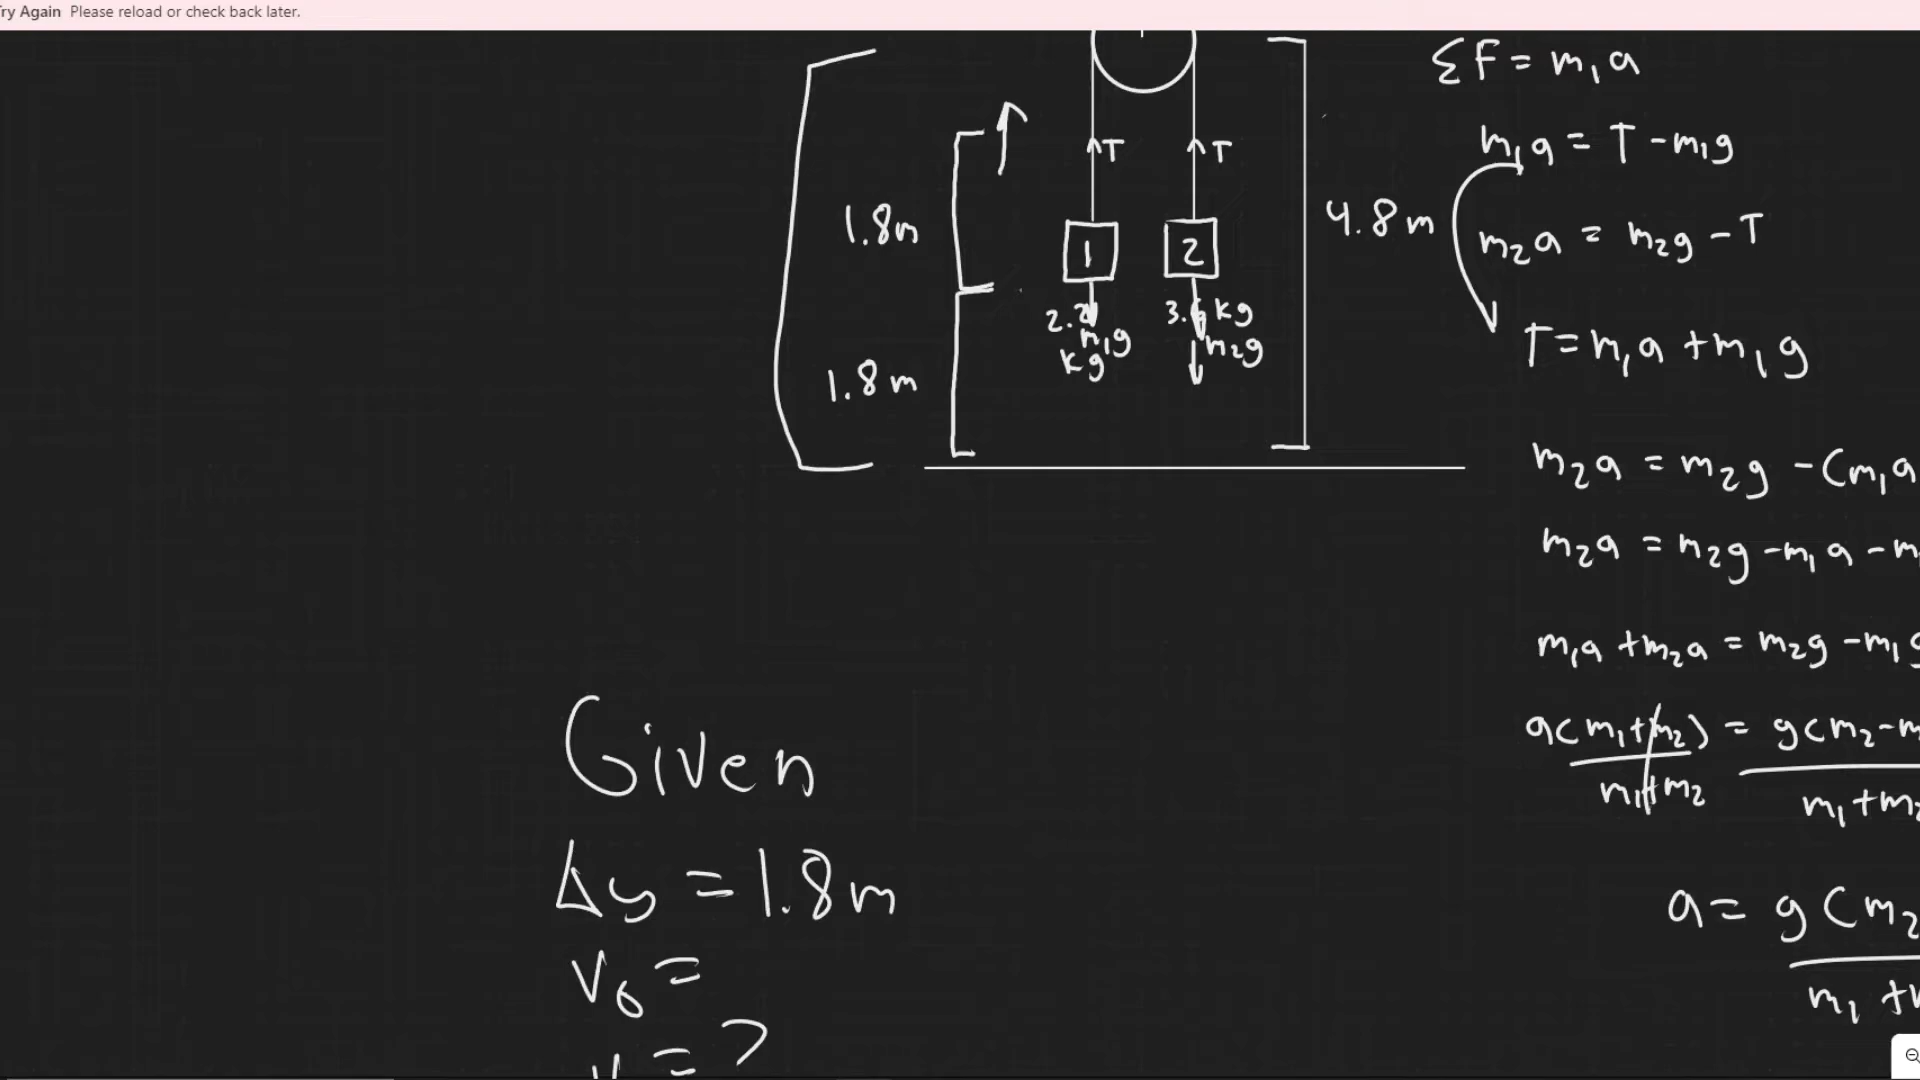 Try Again Please reload or check back later.
ΣF = m₁a
m₁a = T - m₁g
T T
1.8m
4.8m
m₂a = m₂g - T
1 2
kg
m₁g
kg
m₂g
T = m₁a + m₁g
1.8m
m₂a = m₂g - (m₁a
m₂a = m₂g - m₁a - m
m₁a + m₂a = m₂g - m₁g
a(m₁+m₂) = g(m₂-m
m₁+m₂ m₁+m₂
Given
Δy = 1.8m
a = g(m₂
m₁ +
v₀ =
v = ?